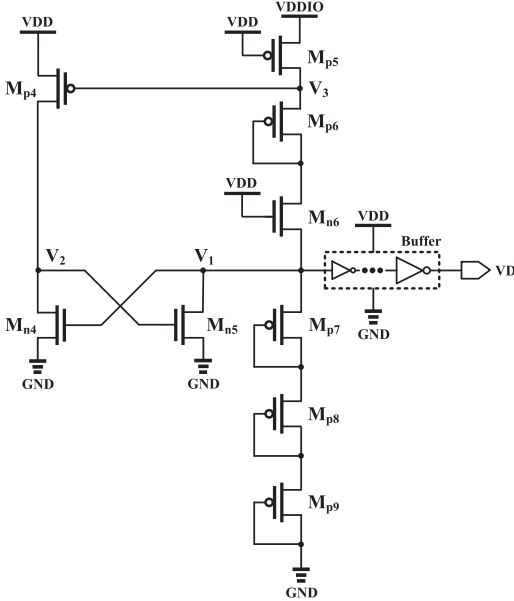 VDD
VDDIO
VDD
Mp5
Mp4
V3
Mp6
VDD
Mn6
VDD
Buffer
V2
V1
VD
Mn4
Mn5
Mp7
GND
GND
GND
Mp8
Mp9
GND